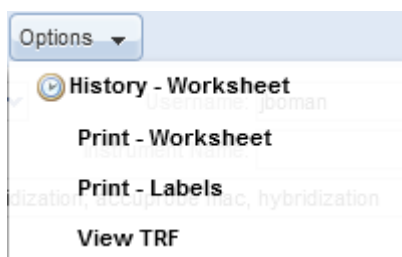 Options
History - Worksheet
Username: jboman
Print - Worksheet
Instrument Name:
Print - Labels
idization, accuprobe mac, hybridization
View TRF